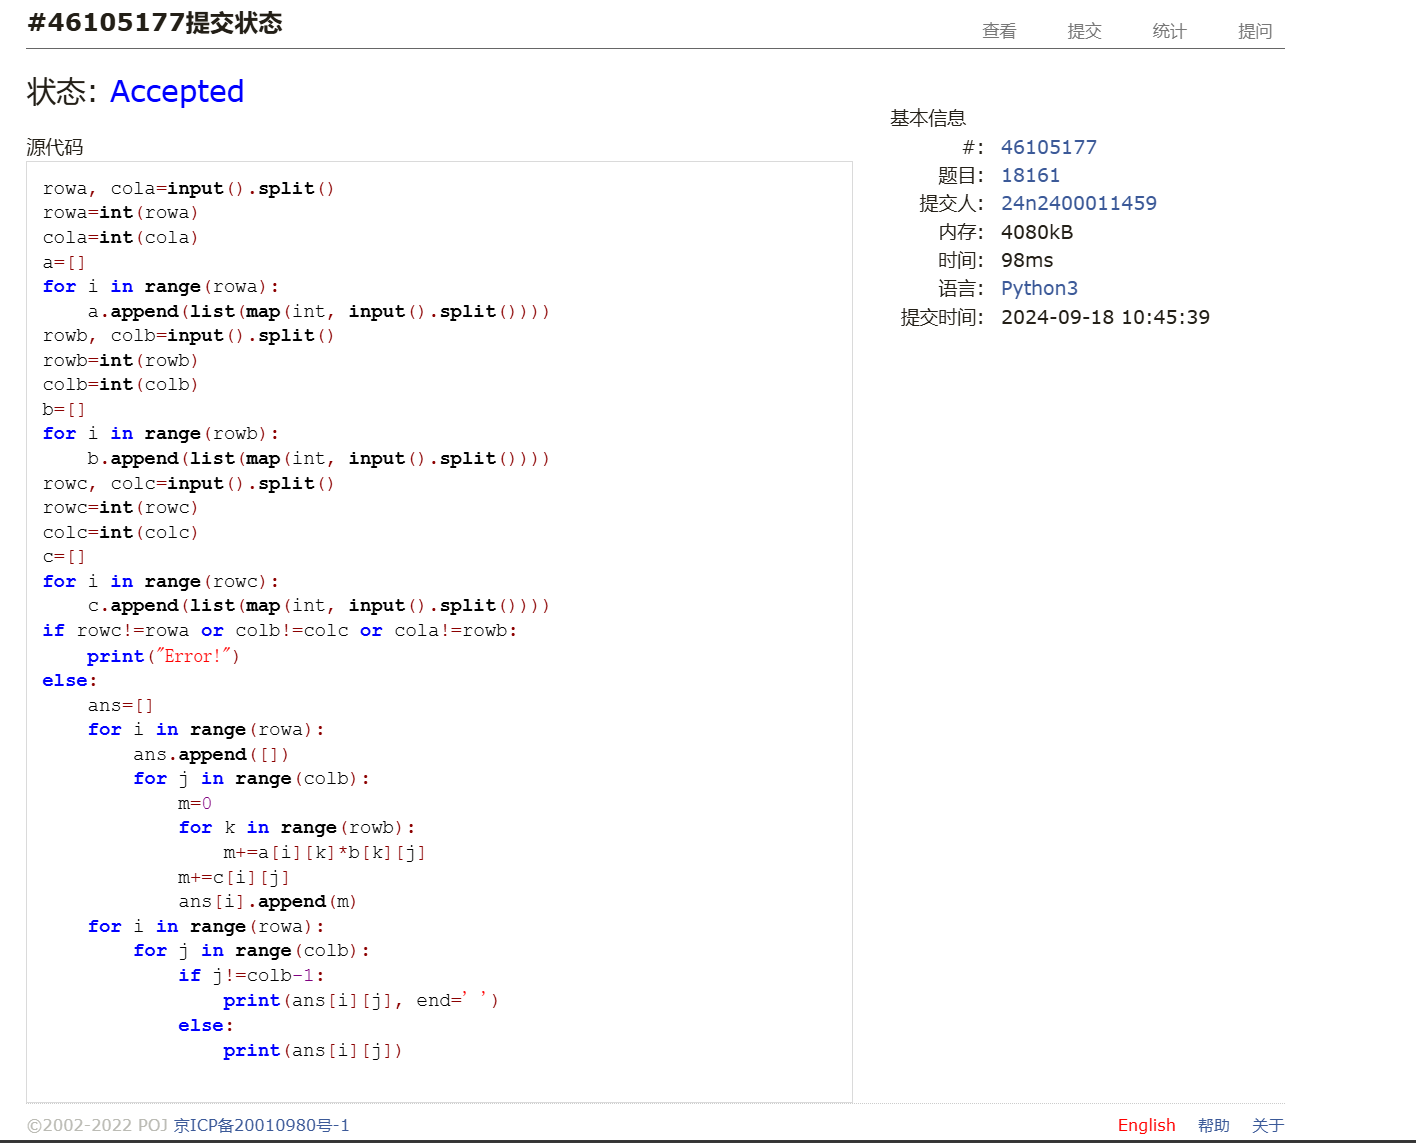 #46105177提交状态
查看 提交 统计 提问
状态: Accepted
源代码
rowa, cola=input().split()
rowa=int(rowa)
cola=int(cola)
a=[]
for i in range(rowa):
    a.append(list(map(int, input().split())))
rowb, colb=input().split()
rowb=int(rowb)
colb=int(colb)
b=[]
for i in range(rowb):
    b.append(list(map(int, input().split())))
rowc, colc=input().split()
rowc=int(rowc)
colc=int(colc)
c=[]
for i in range(rowc):
    c.append(list(map(int, input().split())))
if rowc!=rowa or colb!=colc or cola!=rowb:
    print("Error!")
else:
    ans=[]
    for i in range(rowa):
        ans.append([])
        for j in range(colb):
            m=0
            for k in range(rowb):
                m+=a[i][k]*b[k][j]
            m+=c[i][j]
            ans[i].append(m)
    for i in range(rowa):
        for j in range(colb):
            if j!=colb-1:
                print(ans[i][j], end=' ')
            else:
                print(ans[i][j])
基本信息
#: 46105177
题目: 18161
提交人: 24n2400011459
内存: 4080kB
时间: 98ms
语言: Python3
提交时间: 2024-09-18 10:45:39
©2002-2022 POJ 京ICP备20010980号-1
English 帮助 关于